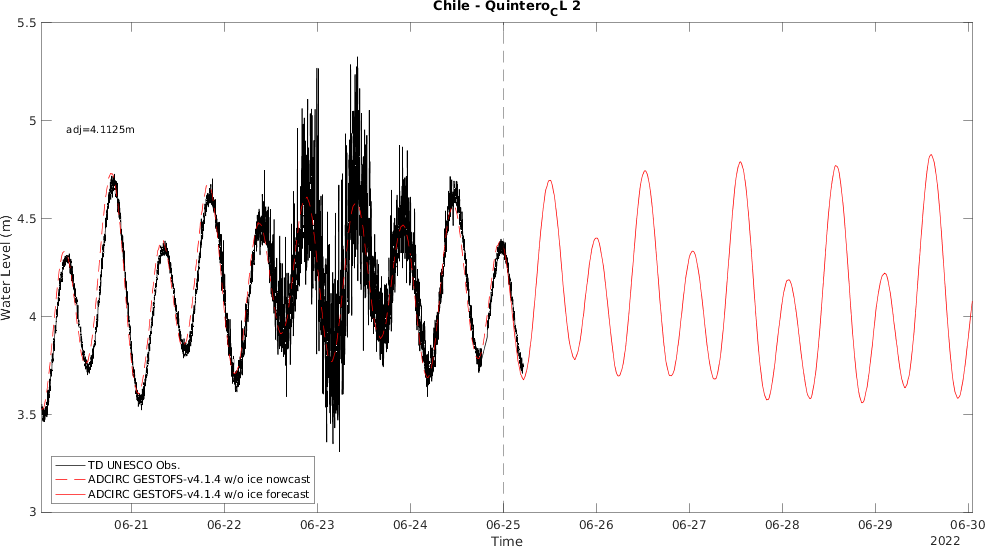 Chile - Quintero_CL 2
5.5
5
4.5
4
3.5
3
Water Level (m)
adj=4.1125m
TD UNESCO Obs.
ADCIRC GESTOFS-v4.1.4 w/o ice nowcast
ADCIRC GESTOFS-v4.1.4 w/o ice forecast
06-21 06-22 06-23 06-24 06-25 06-26 06-27 06-28 06-29 06-30
Time
2022